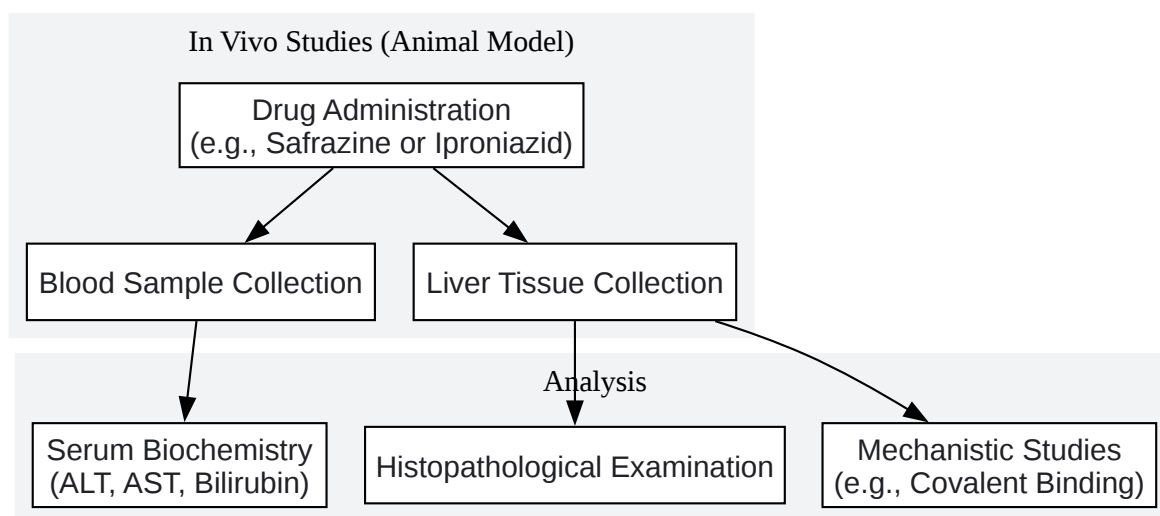 In Vivo Studies (Animal Model)
Drug Administration
(e.g., Safrazine or Iproniazid)
Blood Sample Collection
Liver Tissue Collection
Analysis
Serum Biochemistry
(ALT, AST, Bilirubin)
Histopathological Examination
Mechanistic Studies
(e.g., Covalent Binding)